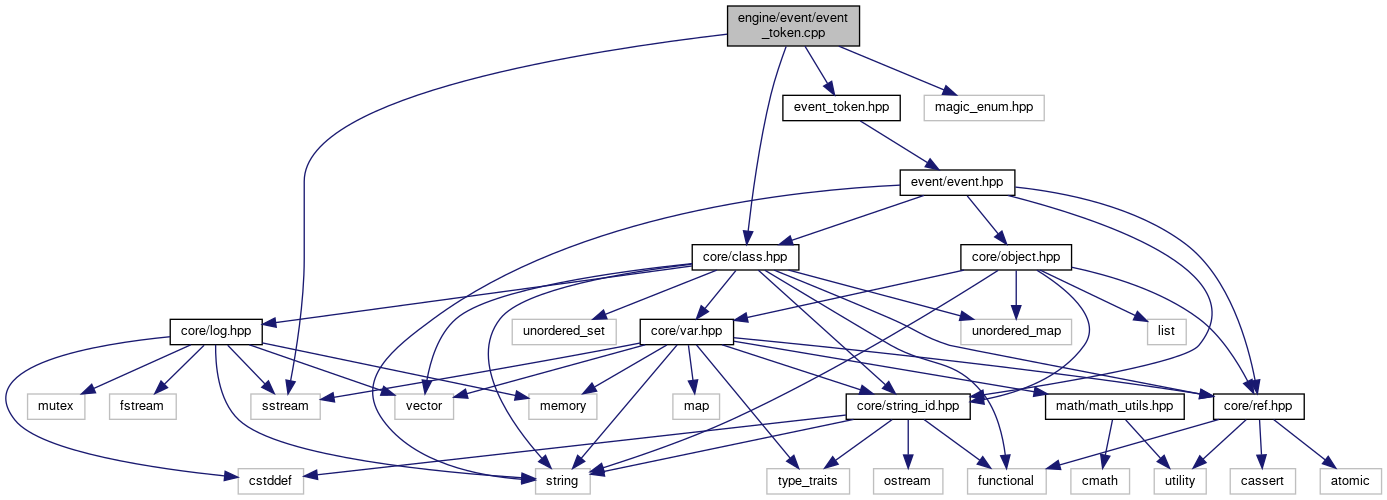 engine/event/event
_token.cpp
event_token.hpp
magic_enum.hpp
event/event.hpp
core/class.hpp
core/object.hpp
core/log.hpp
unordered_set
core/var.hpp
unordered_map
list
mutex
fstream
sstream
vector
memory
map
core/string_id.hpp
math/math_utils.hpp
core/ref.hpp
cstddef
string
type_traits
ostream
functional
cmath
utility
cassert
atomic